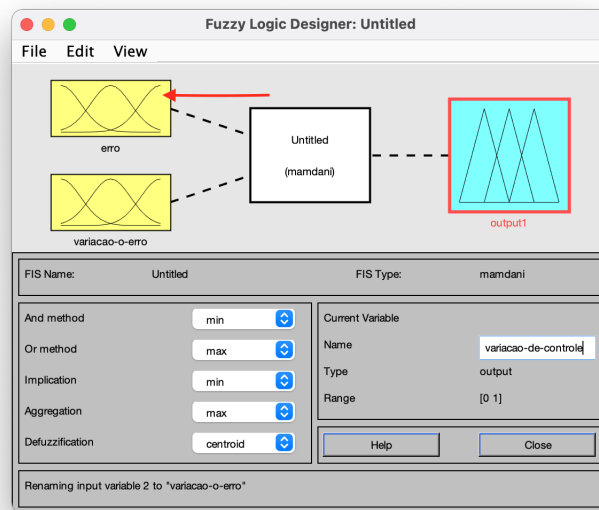 Fuzzy Logic Designer: Untitled
File Edit View
erro
variacao-o-erro
Untitled
(mamdani)
output1
FIS Name: Untitled FIS Type: mamdani
And method min
Or method max
Implication min
Aggregation max
Defuzzification centroid
Current Variable
Name variacao-de-controle
Type output
Range [0 1]
Help Close
Renaming input variable 2 to "variacao-o-erro"